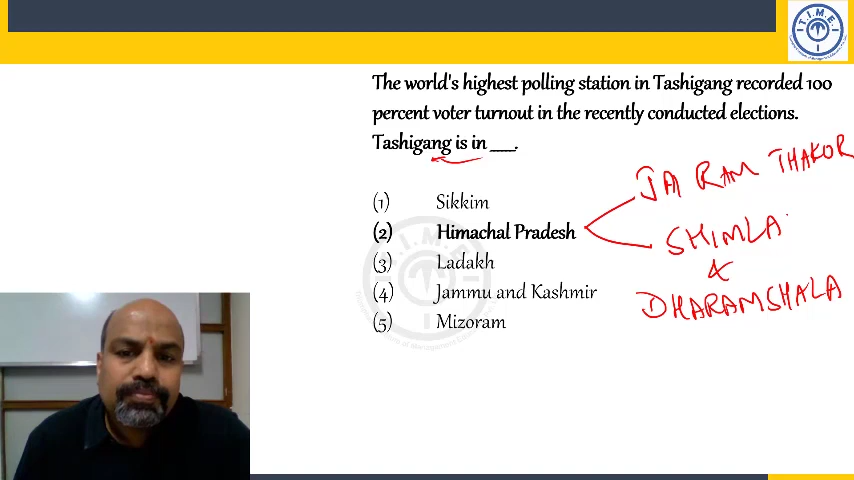 T.I.M.E.
The world's highest polling station in Tashigang recorded 100
percent voter turnout in the recently conducted elections.
Tashigang is in ___.
(1) Sikkim
(2) Himachal Pradesh
(3) Ladakh
(4) Jammu and Kashmir
(5) Mizoram
JA RAM THAKOR
SHIMLA
&
DHARAMSHALA